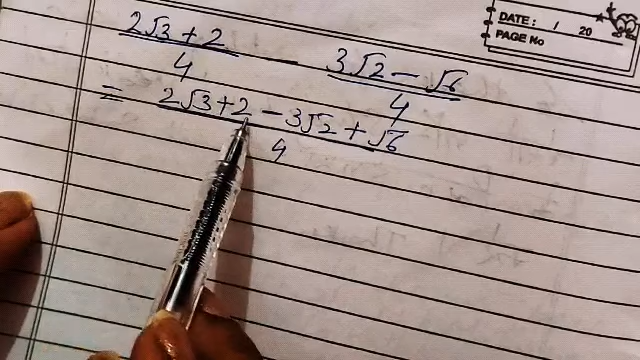 DATE: / 20
PAGE No
2√3 + 2 / 4 - 3√2 - √6 / 4
= 2√3 + 2 - 3√2 + √6 / 4